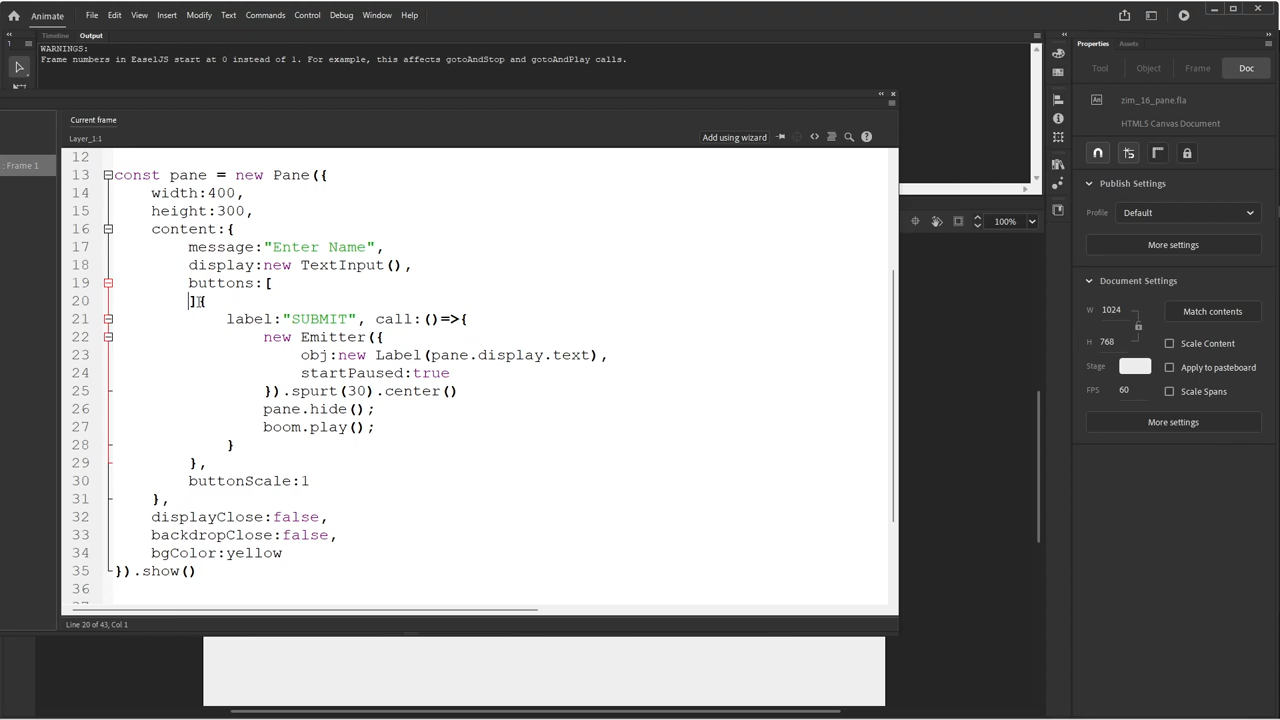 Animate File Edit View Insert Modify Text Commands Control Debug Window Help
1 Timeline Output
WARNINGS:
Frame numbers in EaselJS start at 0 instead of 1. For example, this affects gotoAndStop and gotoAndPlay calls.
Properties Assets
Tool Object Frame Doc
An zim_16_pane.fla
HTML5 Canvas Document
Publish Settings
Profile Default
More settings
Document Settings
W 1024 Match contents
H 768 Scale Content
Stage Apply to pasteboard
FPS 60 Scale Spans
More settings
100%
Current frame
Layer_1:1
Add using wizard
: Frame 1
12
13 const pane = new Pane({
14 width:400,
15 height:300,
16 content:{
17 message:"Enter Name",
18 display:new TextInput(),
19 buttons:[
20 ]{
21 label:"SUBMIT", call:()=>{
22 new Emitter({
23 obj:new Label(pane.display.text),
24 startPaused:true
25 }).spurt(30).center()
26 pane.hide();
27 boom.play();
28 }
29 },
30 buttonScale:1
31 },
32 displayClose:false,
33 backdropClose:false,
34 bgColor:yellow
35 }).show()
36
Line 20 of 43, Col 1